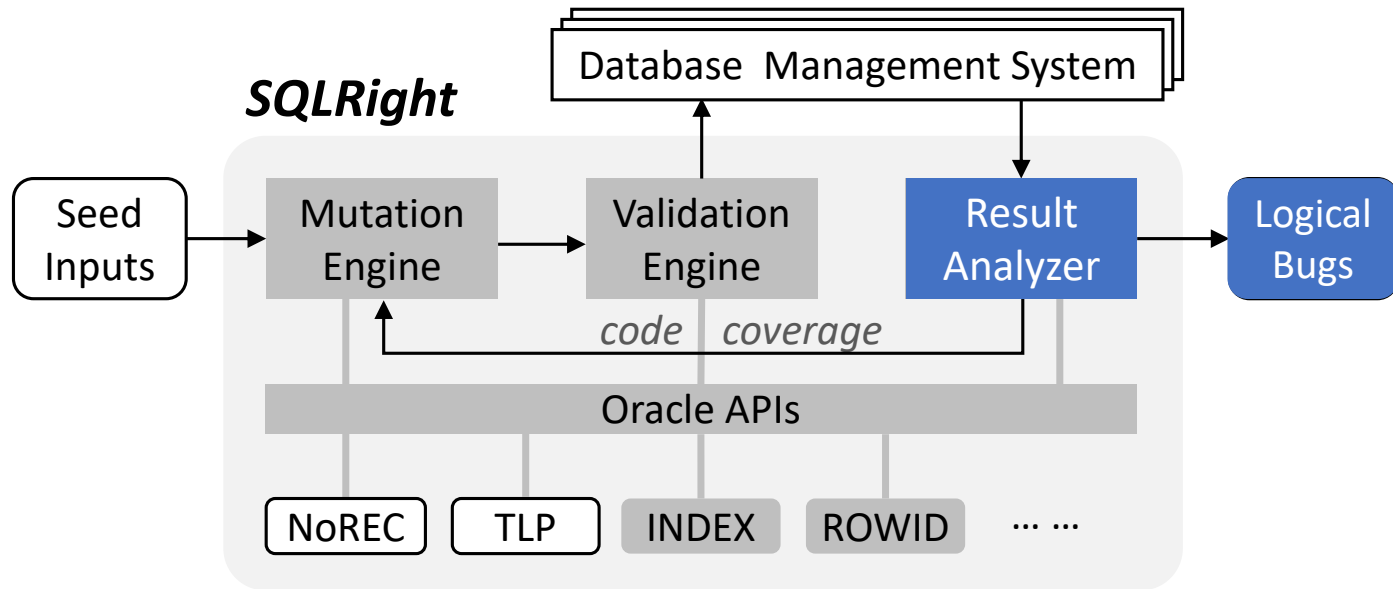 Database Management System
SQLRight
Seed
Inputs
Mutation
Engine
Validation
Engine
Result
Analyzer
Logical
Bugs
code coverage
Oracle APIs
NoREC
TLP
INDEX
ROWID
... ...